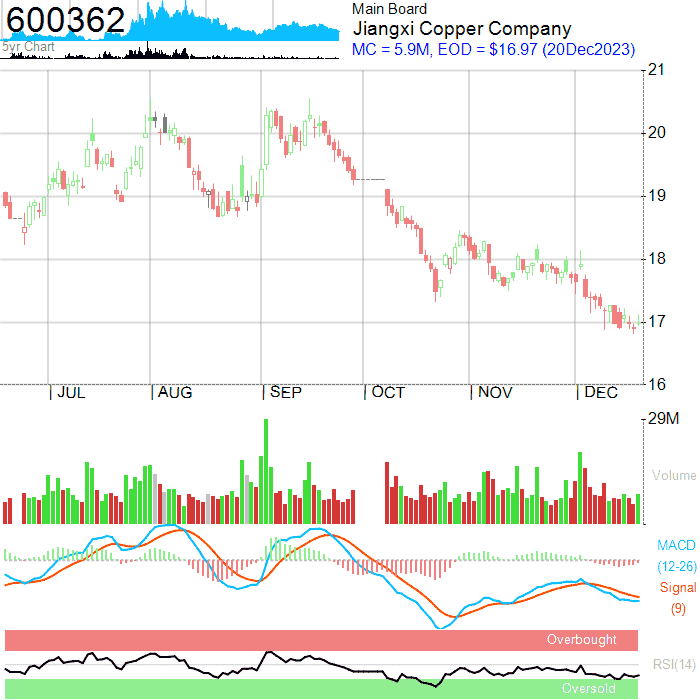 600362
5yr Chart
Main Board
Jiangxi Copper Company
MC = 5.9M, EOD = $16.97 (20Dec2023)
21
20
19
18
17
16
| JUL | AUG | SEP | OCT | NOV | DEC
29M
Volume
MACD
(12-26)
Signal
(9)
Overbought
RSI(14)
Oversold